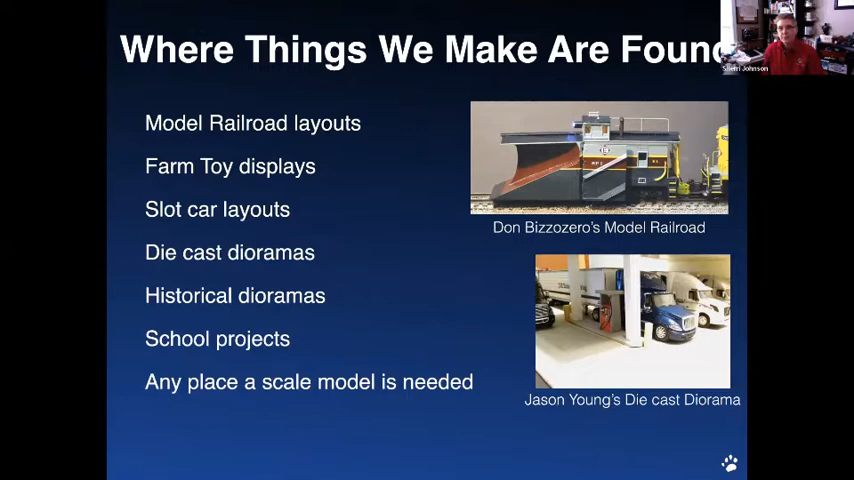 Where Things We Make Are Found
Sherri Johnson
Model Railroad layouts
Farm Toy displays
Slot car layouts
Die cast dioramas
Historical dioramas
School projects
Any place a scale model is needed
Don Bizzozero's Model Railroad
Jason Young's Die cast Diorama